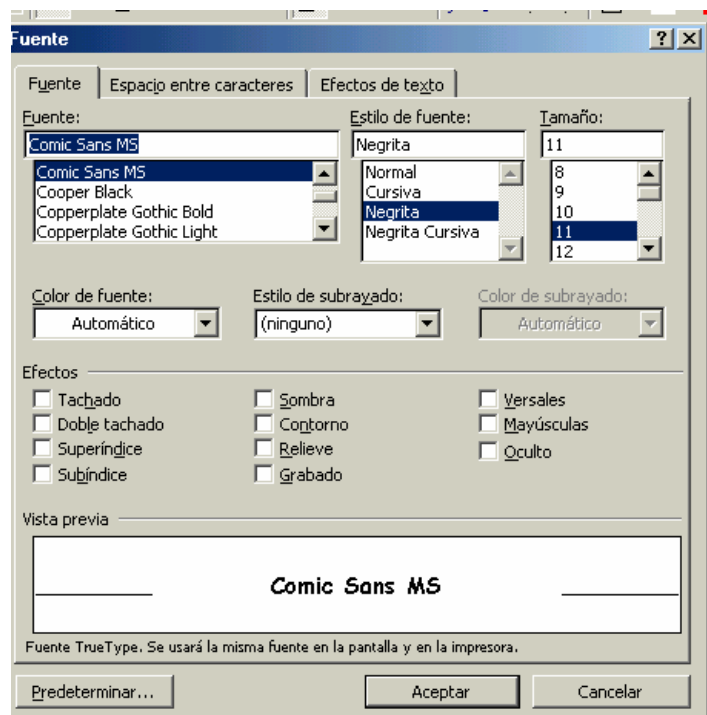 Fuente
Fuente Espacio entre caracteres Efectos de texto
Fuente: Estilo de fuente: Tamaño:
Comic Sans MS Negrita 11
Comic Sans MS Normal 8
Cooper Black Cursiva 9
Copperplate Gothic Bold Negrita 10
Copperplate Gothic Light Negrita Cursiva 11
12
Color de fuente: Estilo de subrayado: Color de subrayado:
Automático (ninguno) Automático
Efectos
Tachado Sombra Versales
Doble tachado Contorno Mayúsculas
Superíndice Relieve Oculto
Subíndice Grabado
Vista previa
Comic Sans MS
Fuente TrueType. Se usará la misma fuente en la pantalla y en la impresora.
Predeterminar... Aceptar Cancelar